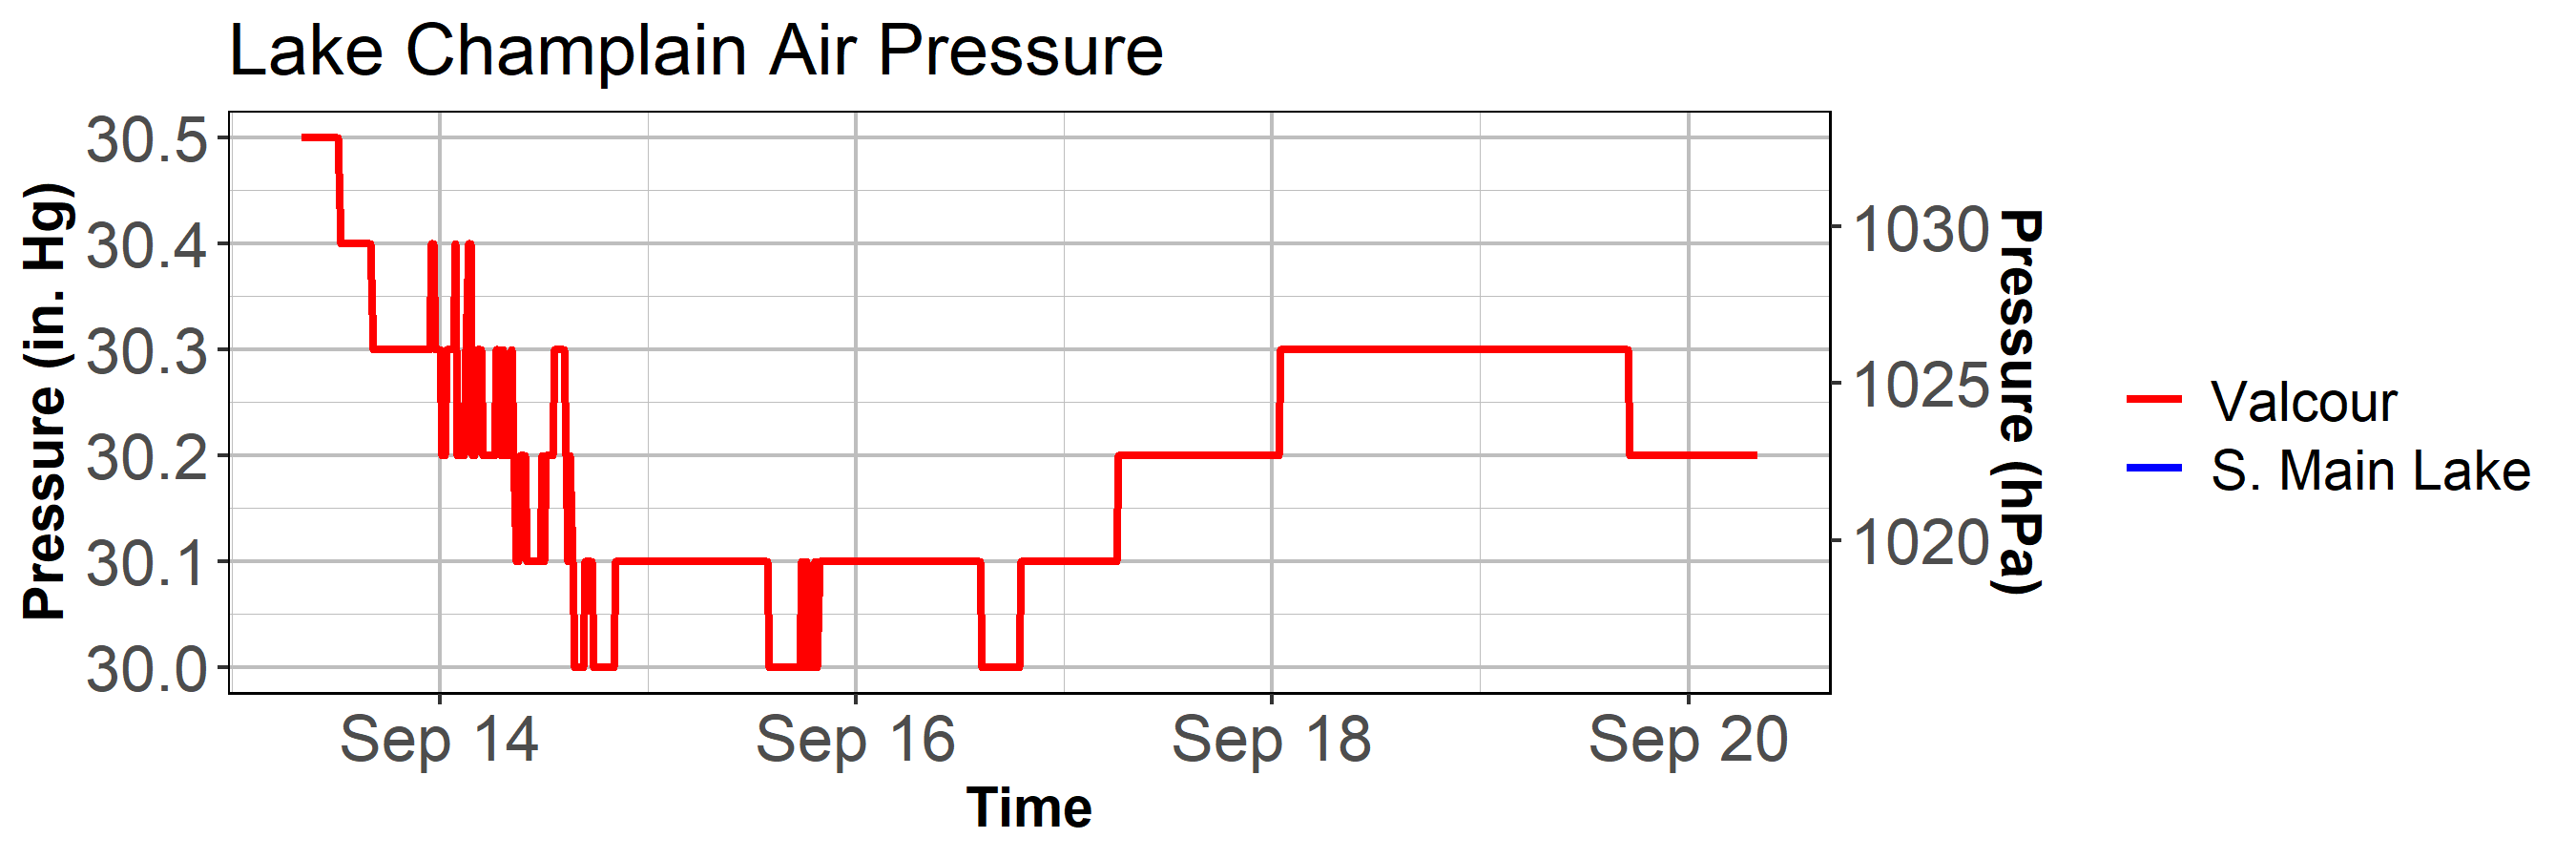 Lake Champlain Air Pressure
Pressure (in. Hg)
30.5
30.4
30.3
30.2
30.1
30.0
1030
1025
1020
Pressure (hPa)
Sep 14
Sep 16
Sep 18
Sep 20
Time
Valcour
S. Main Lake